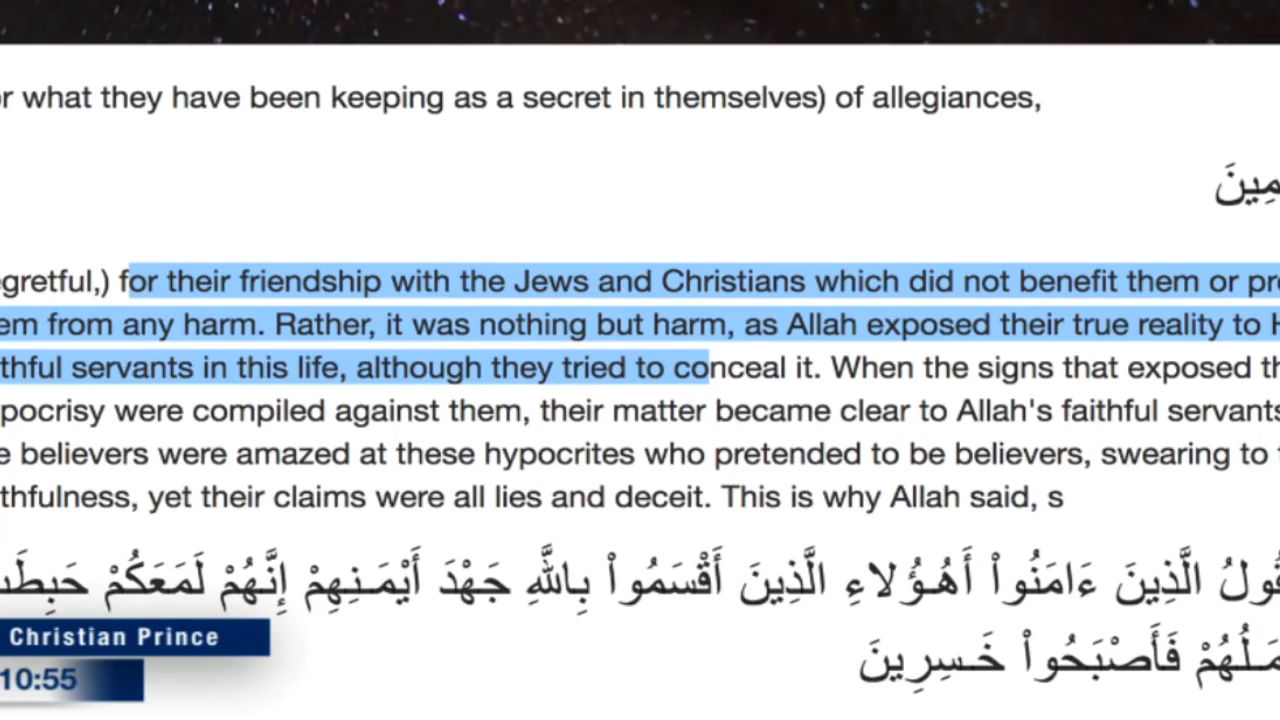 r what they have been keeping as a secret in themselves) of allegiances,
مِينَ
gretful,) for their friendship with the Jews and Christians which did not benefit them or pr
em from any harm. Rather, it was nothing but harm, as Allah exposed their true reality to H
thful servants in this life, although they tried to conceal it. When the signs that exposed th
pocrisy were compiled against them, their matter became clear to Allah's faithful servants
e believers were amazed at these hypocrites who pretended to be believers, swearing to t
thfulness, yet their claims were all lies and deceit. This is why Allah said, s
ُولُ الَّذِينَ ءَامَنُواْ أَهُـؤُلاءِ الَّذِينَ أَقْسَمُواْ بِاللَّهِ جَهْدَ أَيْمَـنِهِمْ إِنَّهُمْ لَمَعَكُمْ حَبِطَ
مَـلُهُمْ فَأَصْبَحُواْ خَـسِرِينَ
Christian Prince
10:55